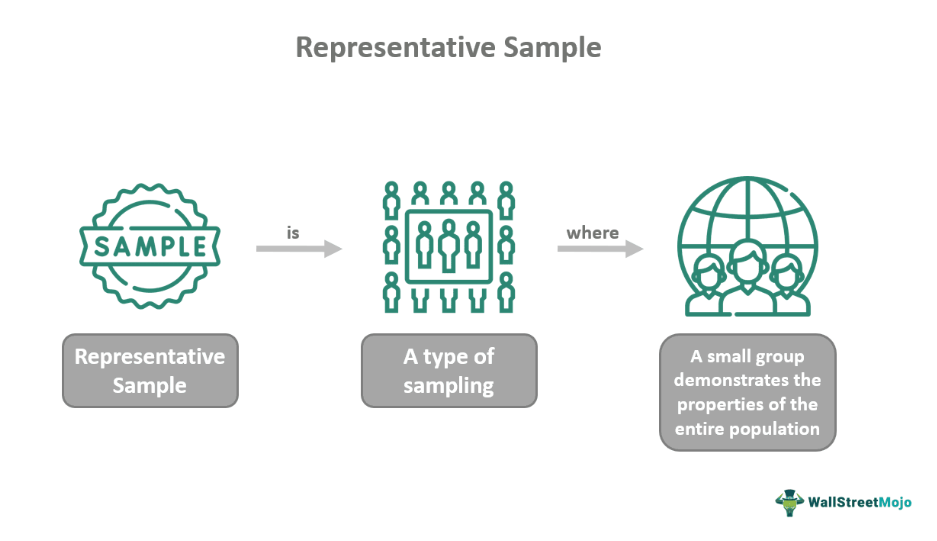 Representative Sample
SAMPLE
is
where
Representative
Sample
A type of
sampling
A small group
demonstrates the
properties of the
entire population
WallStreetMojo